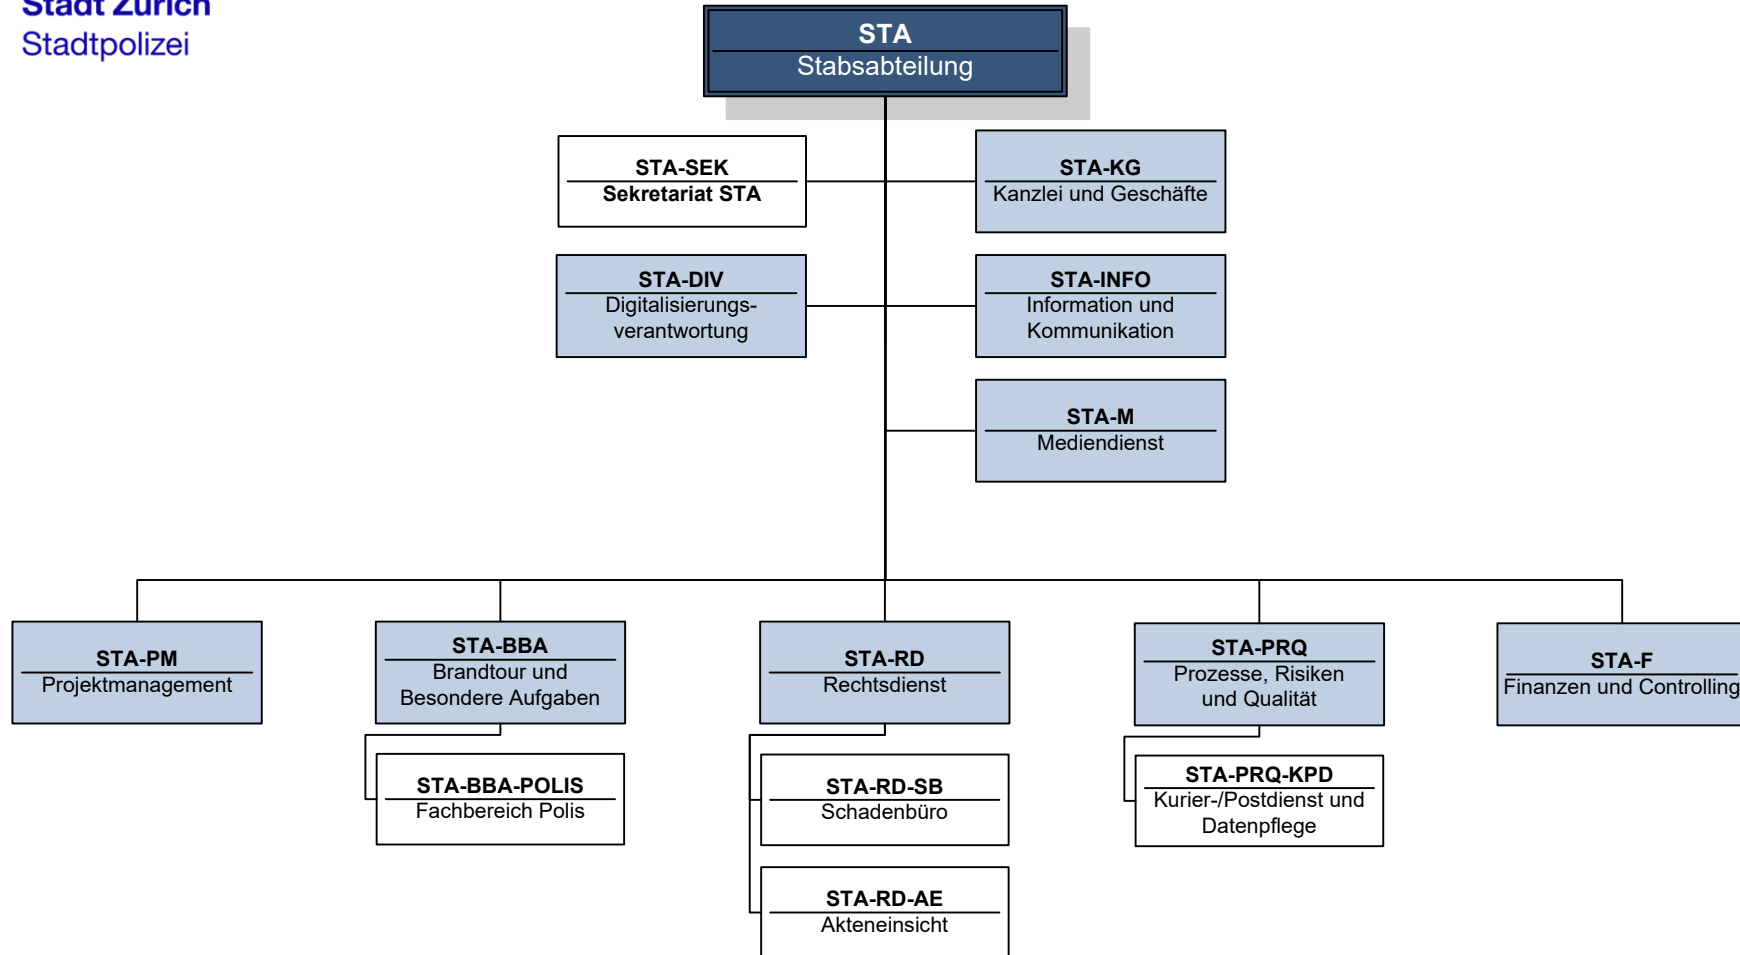 Stadt Zürich
Stadtpolizei
STA
Stabsabteilung
STA-SEK
Sekretariat STA
STA-KG
Kanzlei und Geschäfte
STA-DIV
Digitalisierungs-
verantwortung
STA-INFO
Information und
Kommunikation
STA-M
Mediendienst
STA-PM
Projektmanagement
STA-BBA
Brandtour und
Besondere Aufgaben
STA-RD
Rechtsdienst
STA-PRQ
Prozesse, Risiken
und Qualität
STA-F
Finanzen und Controlling
STA-BBA-POLIS
Fachbereich Polis
STA-RD-SB
Schadenbüro
STA-PRQ-KPD
Kurier-/Postdienst und
Datenpflege
STA-RD-AE
Akteneinsicht